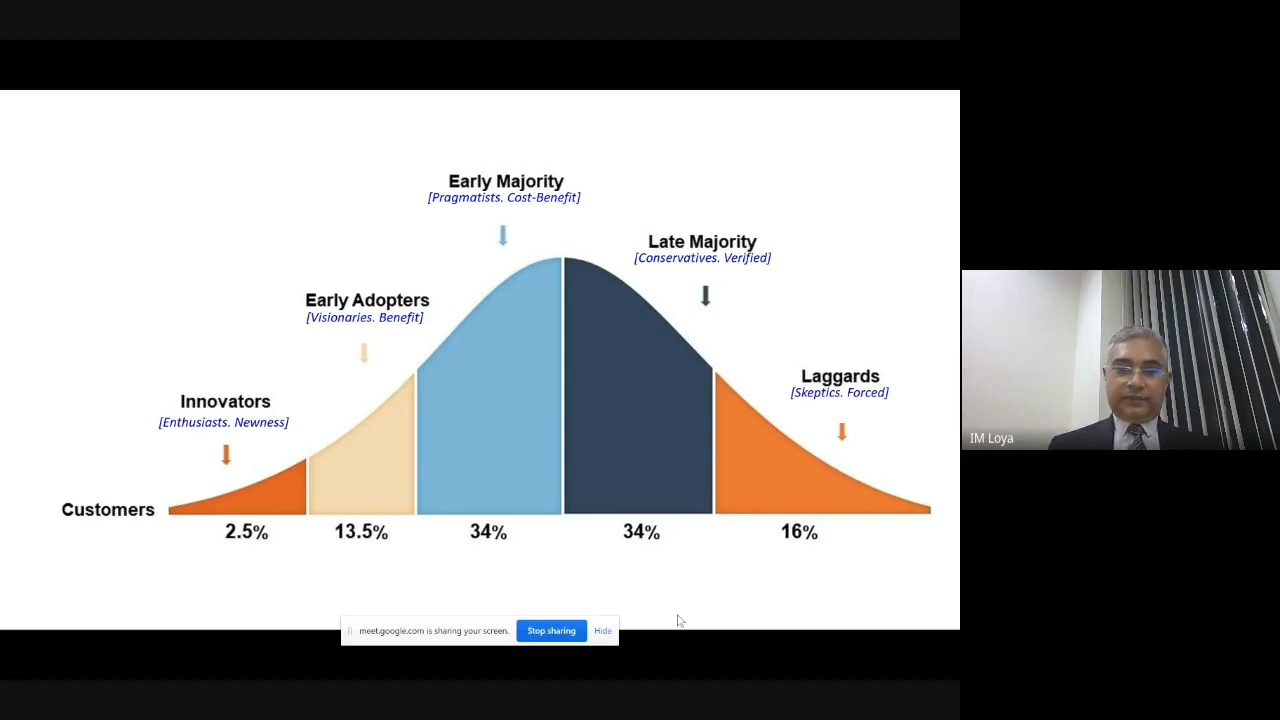 Early Majority
[Pragmatists. Cost-Benefit]
Late Majority
[Conservatives. Verified]
Early Adopters
[Visionaries. Benefit]
Laggards
[Skeptics. Forced]
Innovators
[Enthusiasts. Newness]
IM Loya
Customers
2.5% 13.5% 34% 34% 16%
meet.google.com is sharing your screen. Stop sharing Hide